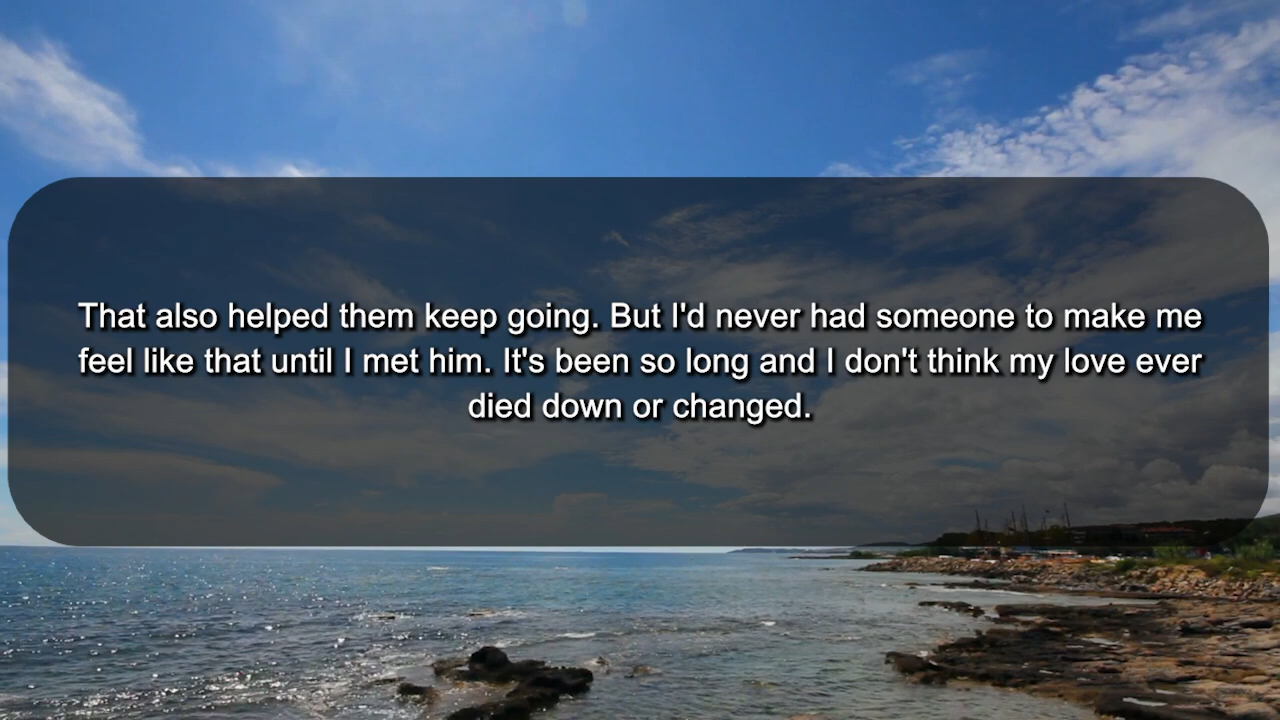 That also helped them keep going. But I'd never had someone to make me
feel like that until I met him. It's been so long and I don't think my love ever
died down or changed.